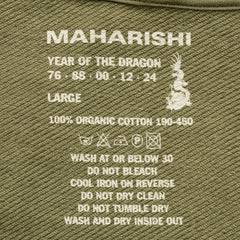 MAHARISHI
YEAR OF THE DRAGON
76 - 88 - 00 - 12 - 24
LARGE
100% ORGANIC COTTON 190-450
WASH AT OR BELOW 30
DO NOT BLEACH
COOL IRON ON REVERSE
DO NOT DRY CLEAN
DO NOT TUMBLE DRY
WASH AND DRY INSIDE OUT